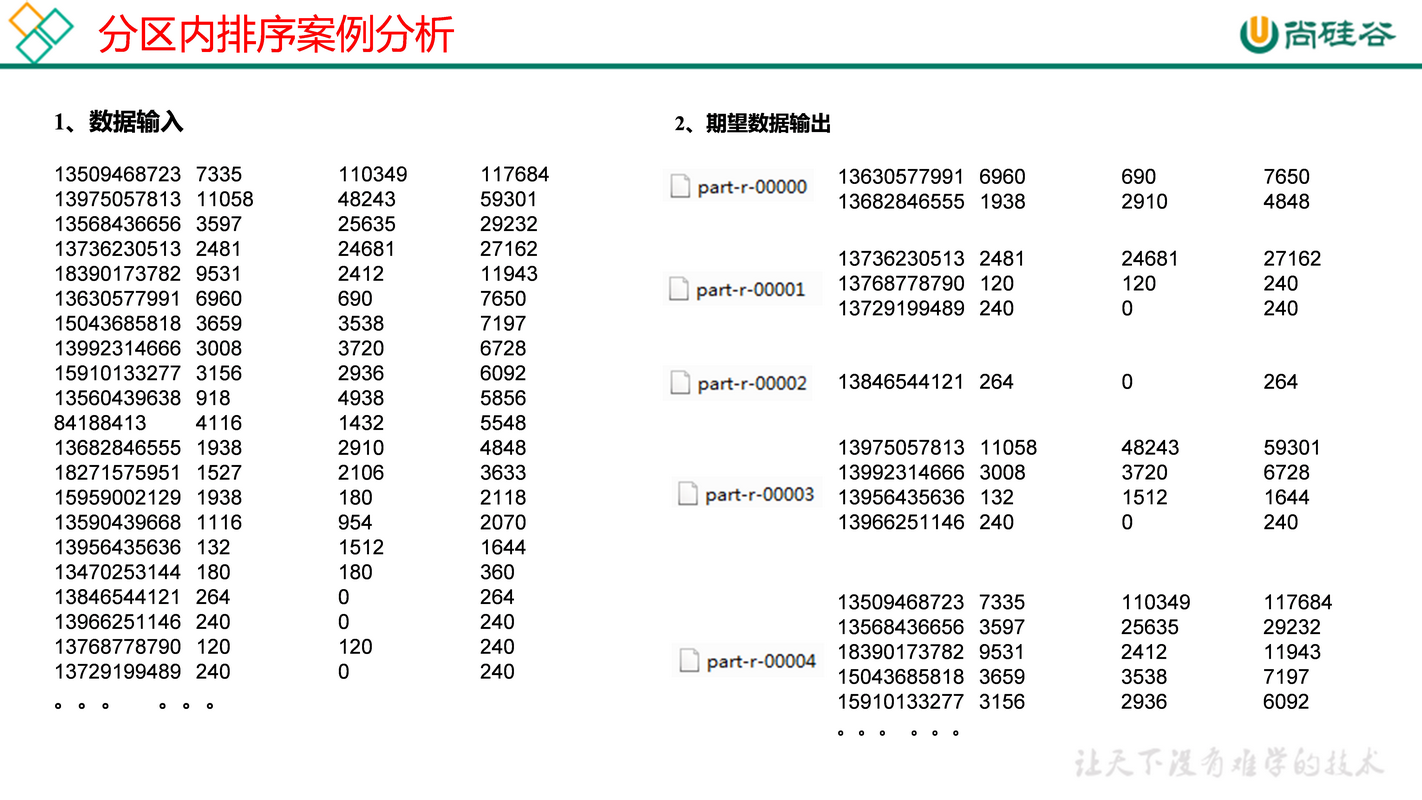 分区内排序案例分析
尚硅谷
1、数据输入
13509468723 7335 110349 117684
13975057813 11058 48243 59301
13568436656 3597 25635 29232
13736230513 2481 24681 27162
18390173782 9531 2412 11943
13630577991 6960 690 7650
15043685818 3659 3538 7197
13992314666 3008 3720 6728
15910133277 3156 2936 6092
13560439638 918 4938 5856
84188413 4116 1432 5548
13682846555 1938 2910 4848
18271575951 1527 2106 3633
15959002129 1938 180 2118
13590439668 1116 954 2070
13956435636 132 1512 1644
13470253144 180 180 360
13846544121 264 0 264
13966251146 240 0 240
13768778790 120 120 240
13729199489 240 0 240
。。。 。。。
2、期望数据输出
part-r-00000
13630577991 6960 690 7650
13682846555 1938 2910 4848
part-r-00001
13736230513 2481 24681 27162
13768778790 120 120 240
13729199489 240 0 240
part-r-00002
13846544121 264 0 264
part-r-00003
13975057813 11058 48243 59301
13992314666 3008 3720 6728
13956435636 132 1512 1644
13966251146 240 0 240
part-r-00004
13509468723 7335 110349 117684
13568436656 3597 25635 29232
18390173782 9531 2412 11943
15043685818 3659 3538 7197
15910133277 3156 2936 6092
。。。 。。。
让天下没有难学的技术